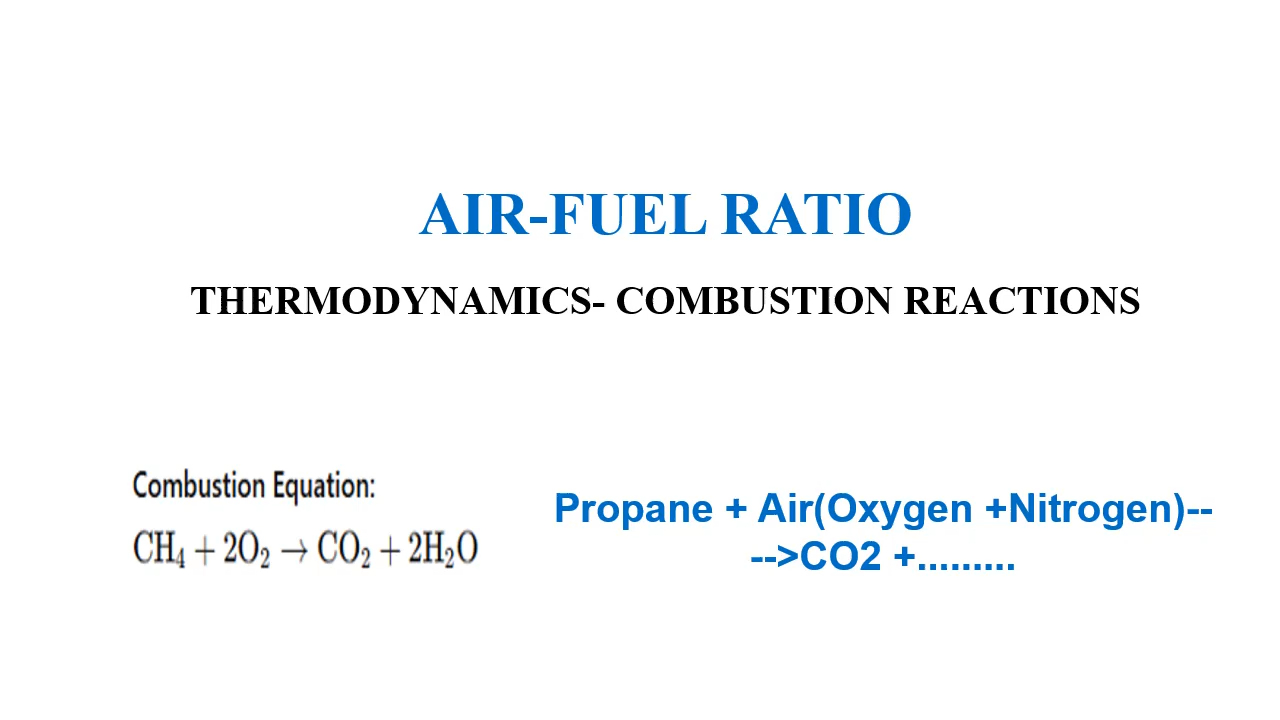 AIR-FUEL RATIO
THERMODYNAMICS- COMBUSTION REACTIONS
Combustion Equation:
CH₄ + 2O₂ → CO₂ + 2H₂O
Propane + Air(Oxygen +Nitrogen)--
-->CO2 +.........